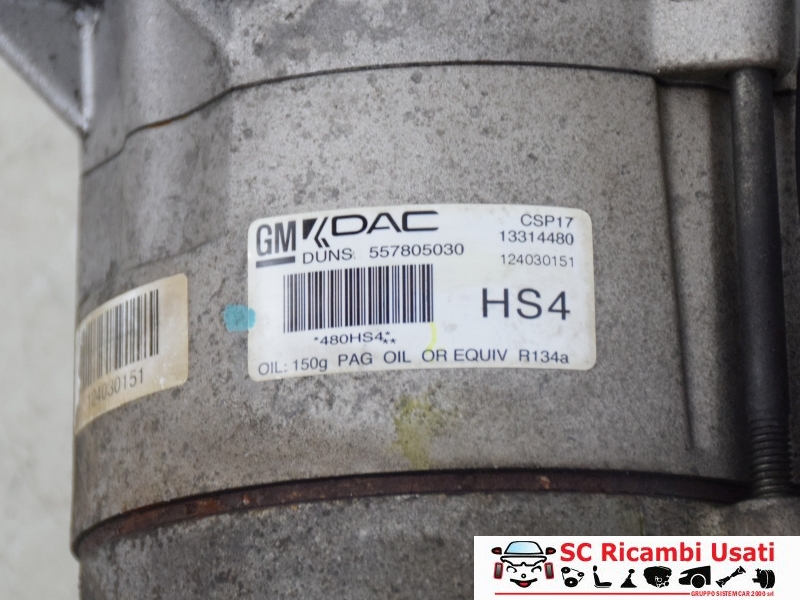 GM DAC
CSP17
13314480
DUNS: 557805030
124030151
HS4
*480HS4*
**
OIL: 150g PAG OIL OR EQUIV R134a
124030151
SC Ricambi Usati
GRUPPO SISTEMCAR 2000 srl